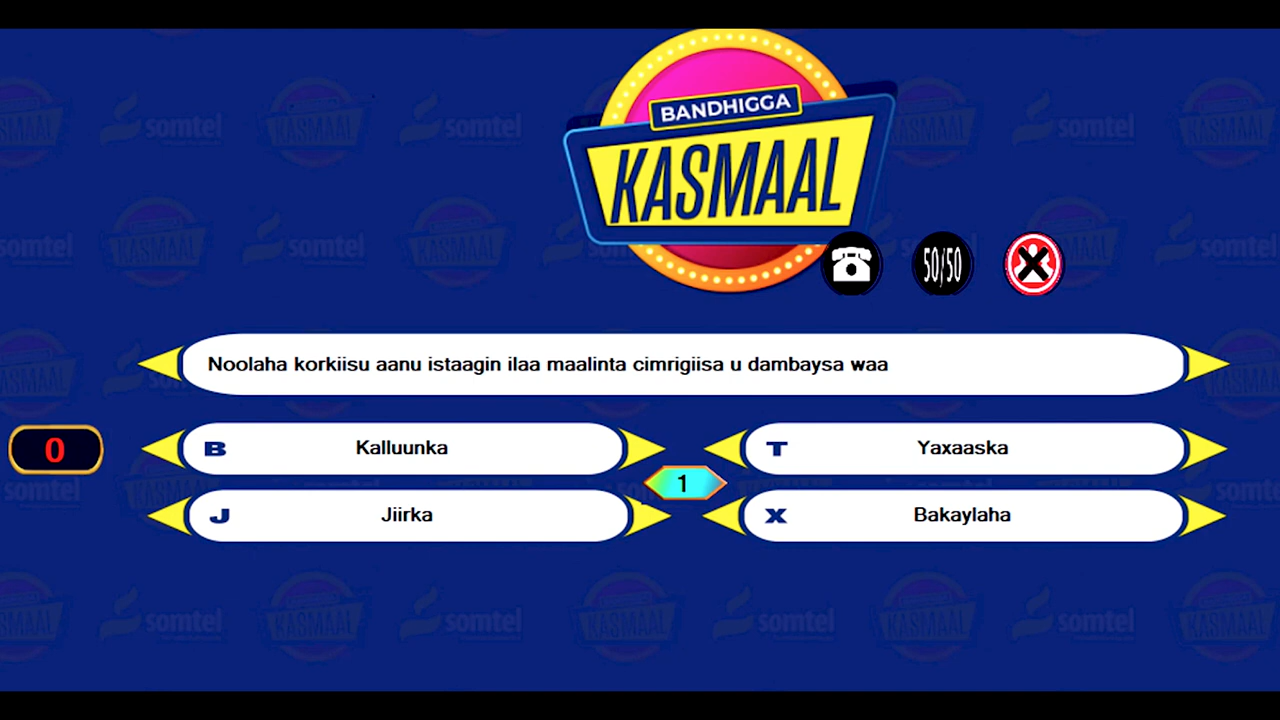 BANDHIGGA
KASMAAL
50/50
Noolaha korkiisu aanu istaagin ilaa maalinta cimrigiisa u dambaysa waa
0
B Kalluunka
T Yaxaaska
1
J Jiirka
X Bakaylaha
somtel